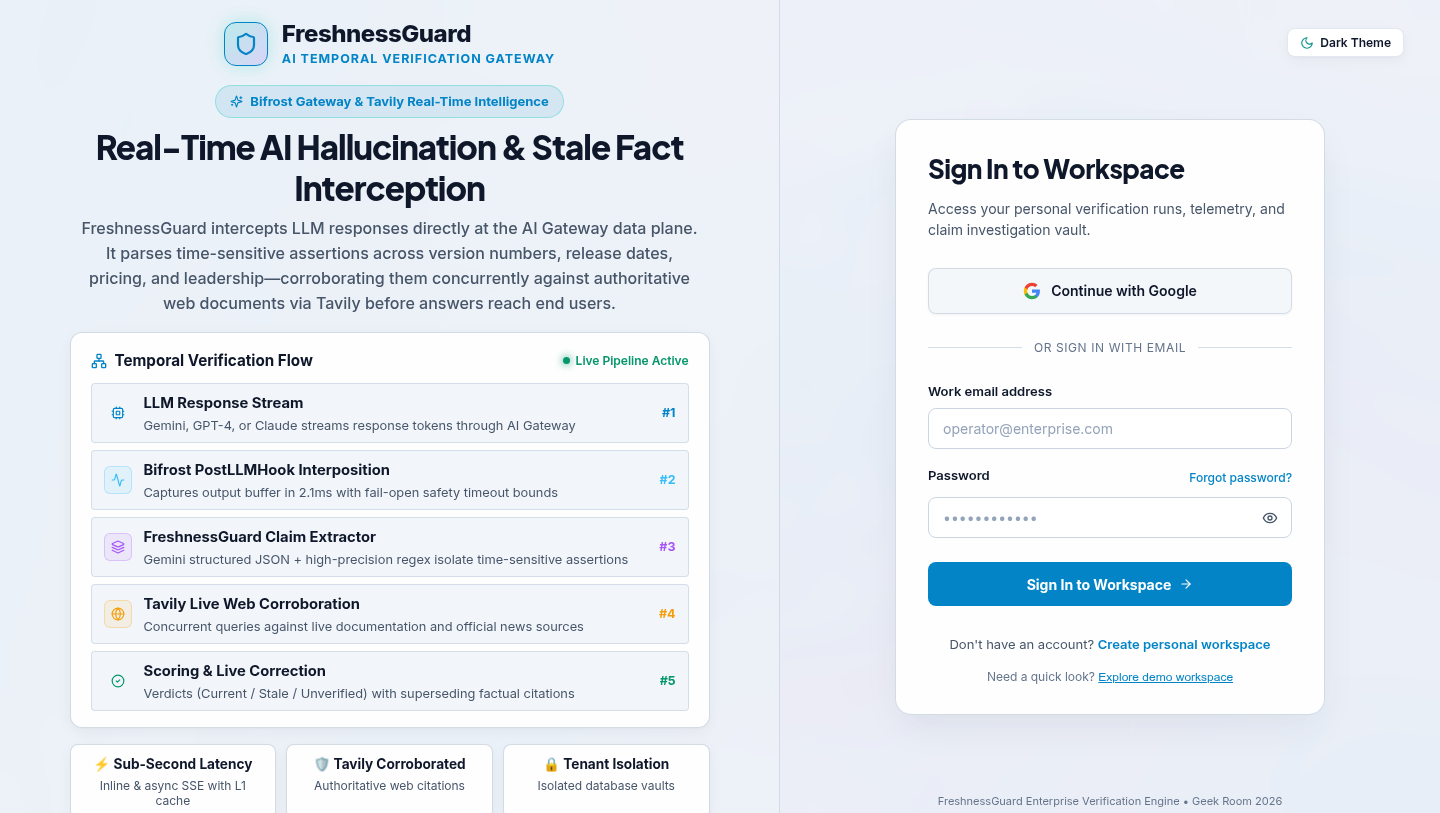 FreshnessGuard
AI TEMPORAL VERIFICATION GATEWAY
Bifrost Gateway & Tavily Real-Time Intelligence
Real-Time AI Hallucination & Stale Fact
Interception
FreshnessGuard intercepts LLM responses directly at the AI Gateway data plane.
It parses time-sensitive assertions across version numbers, release dates,
pricing, and leadership—corroborating them concurrently against authoritative
web documents via Tavily before answers reach end users.
Temporal Verification Flow
Live Pipeline Active
LLM Response Stream
Gemini, GPT-4, or Claude streams response tokens through AI Gateway
#1
Bifrost PostLLMHook Interposition
Captures output buffer in 2.1ms with fail-open safety timeout bounds
#2
FreshnessGuard Claim Extractor
Gemini structured JSON + high-precision regex isolate time-sensitive assertions
#3
Tavily Live Web Corroboration
Concurrent queries against live documentation and official news sources
#4
Scoring & Live Correction
Verdicts (Current / Stale / Unverified) with superseding factual citations
#5
⚡ Sub-Second Latency
Inline & async SSE with L1
cache
🛡️ Tavily Corroborated
Authoritative web citations
🔒 Tenant Isolation
Isolated database vaults
Dark Theme
Sign In to Workspace
Access your personal verification runs, telemetry, and
claim investigation vault.
Continue with Google
OR SIGN IN WITH EMAIL
Work email address
operator@enterprise.com
Password
Forgot password?
••••••••••••
Sign In to Workspace →
Don't have an account? Create personal workspace
Need a quick look? Explore demo workspace
FreshnessGuard Enterprise Verification Engine • Geek Room 2026